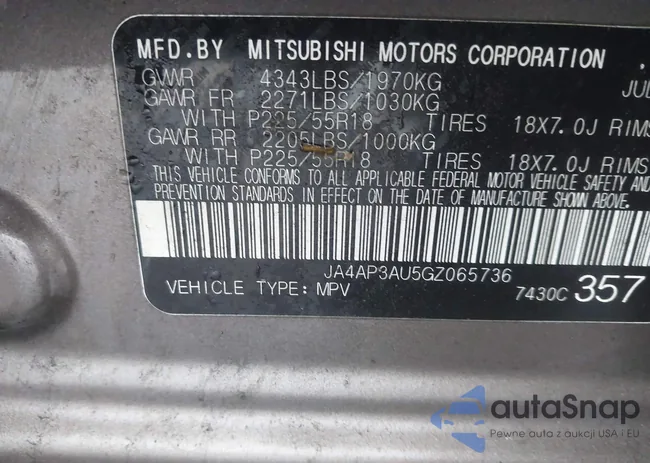 MFD.BY MITSUBISHI MOTORS CORPORATION
GVWR 4343LBS/1970KG JUL
GAWR FR 2271LBS/1030KG
WITH P225/55R18 TIRES 18X7.0J RIMS
GAWR RR 2205LBS/1000KG
WITH P225/55R18 TIRES 18X7.0J RIMS
THIS VEHICLE CONFORMS TO ALL APPLICABLE FEDERAL MOTOR VEHICLE SAFETY AND
PREVENTION STANDARDS IN EFFECT ON THE DATE OF MANUFACTURE SHOWN ABOVE.
JA4AP3AU5GZ065736
VEHICLE TYPE: MPV 7430C 357
autaSnap
Pewne auta z aukcji USA i EU